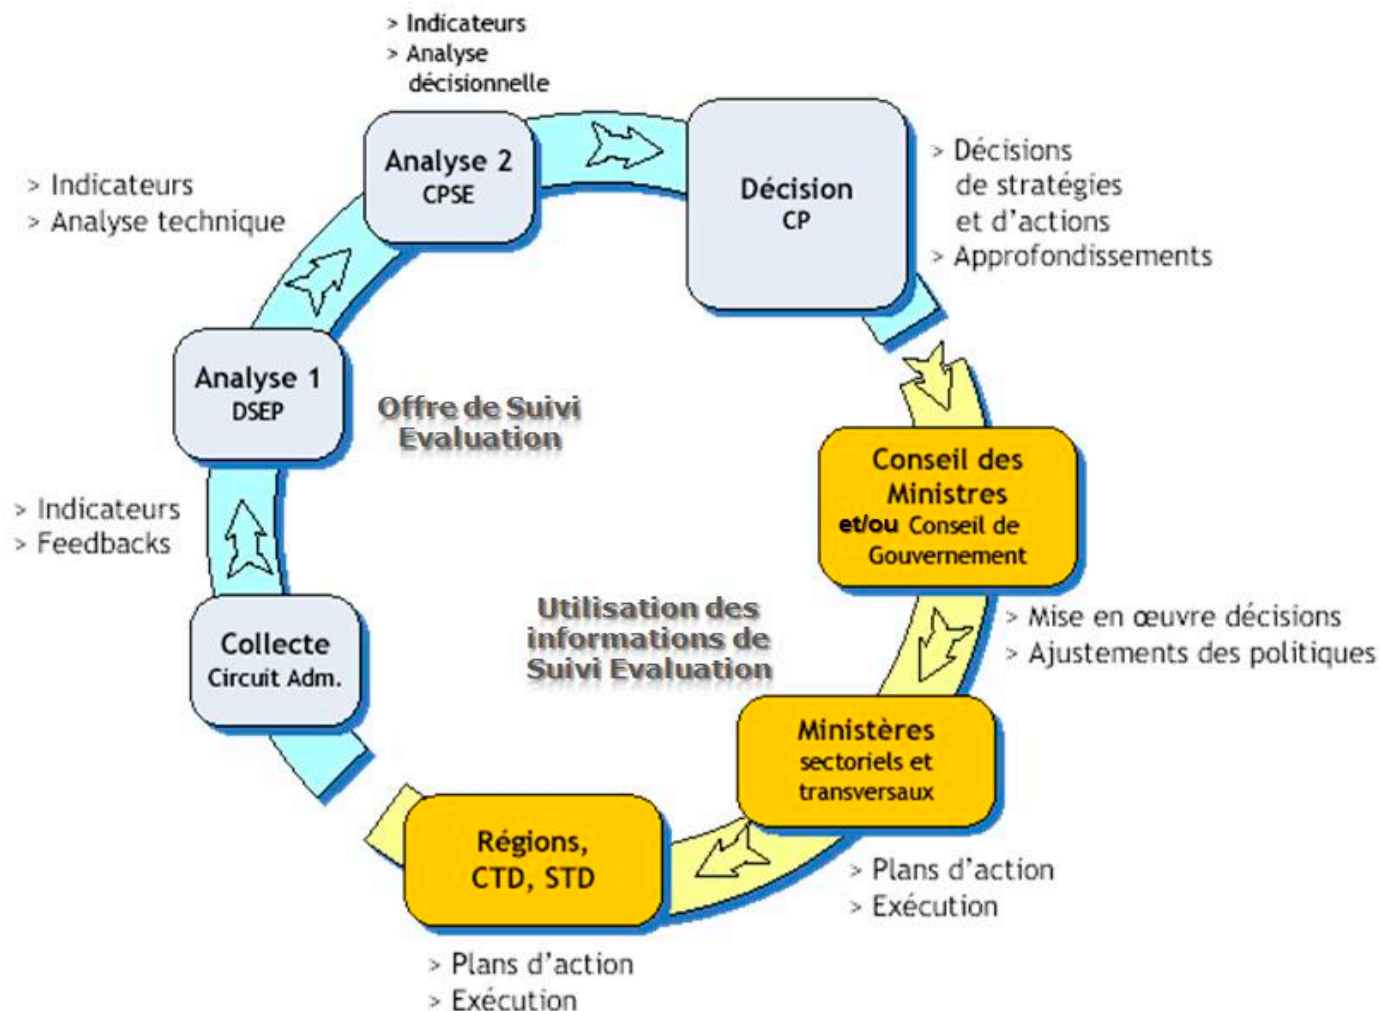 > Indicateurs
> Analyse
décisionnelle
Analyse 2
CPSE
> Indicateurs
> Analyse technique
Décision
CP
> Décisions
de stratégies
et d'actions
> Approfondissements
Analyse 1
DSEP
Offre de Suivi
Evaluation
Conseil des
Ministres
et/ou Conseil de
Gouvernement
> Indicateurs
> Feedbacks
Utilisation des
informations de
Suivi Evaluation
> Mise en œuvre décisions
> Ajustements des politiques
Collecte
Circuit Adm.
Ministères
sectoriels et
transversaux
Régions,
CTD, STD
> Plans d'action
> Exécution
> Plans d'action
> Exécution